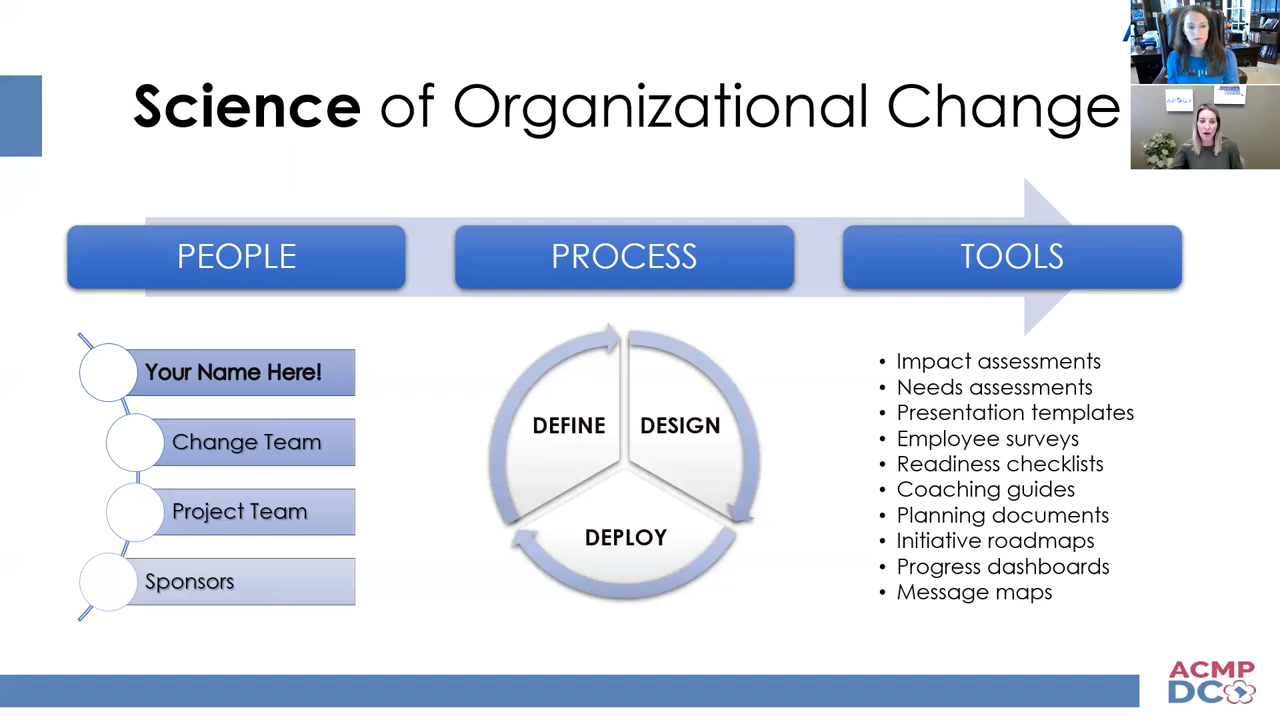 Science of Organizational Change
PEOPLE
PROCESS
TOOLS
Your Name Here!
Change Team
Project Team
Sponsors
DEFINE
DESIGN
DEPLOY
• Impact assessments
• Needs assessments
• Presentation templates
• Employee surveys
• Readiness checklists
• Coaching guides
• Planning documents
• Initiative roadmaps
• Progress dashboards
• Message maps
ACMP
DC